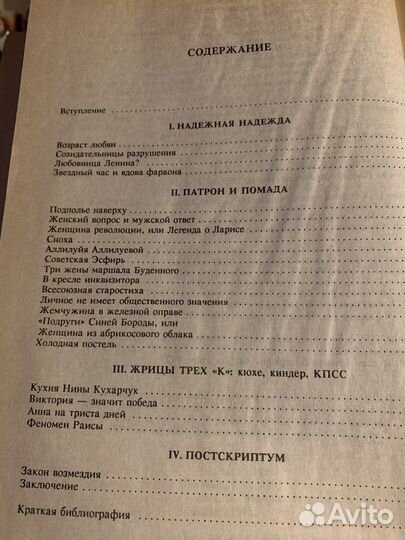 СОДЕРЖАНИЕ
Вступление
I. НАДЕЖНАЯ НАДЕЖДА
Возраст любви
Созидательницы разрушения
Любовница Ленина?
Звездный час и вдова фараона
II. ПАТРОН И ПОМАДА
Подполье наверху
Женский вопрос и мужской ответ
Женщина революции, или Легенда о Ларисе
Сноха
Аллилуйя Аллилуевой
Советская Эсфирь
Три жены маршала Буденного
В кресле инквизитора
Всесоюзная старостиха
Личное не имеет общественного значения
Жемчужина в железной оправе
«Подруги» Синей Бороды, или
Женщина из абрикосового облака
Холодная постель
III. ЖРИЦЫ ТРЕХ «К»: кюхе, киндер, КПСС
Кухня Нины Кухарчук
Виктория — значит победа
Анна на триста дней
Феномен Раисы
IV. ПОСТСКРИПТУМ
Закон возмездия
Заключение
Краткая библиография
Avito